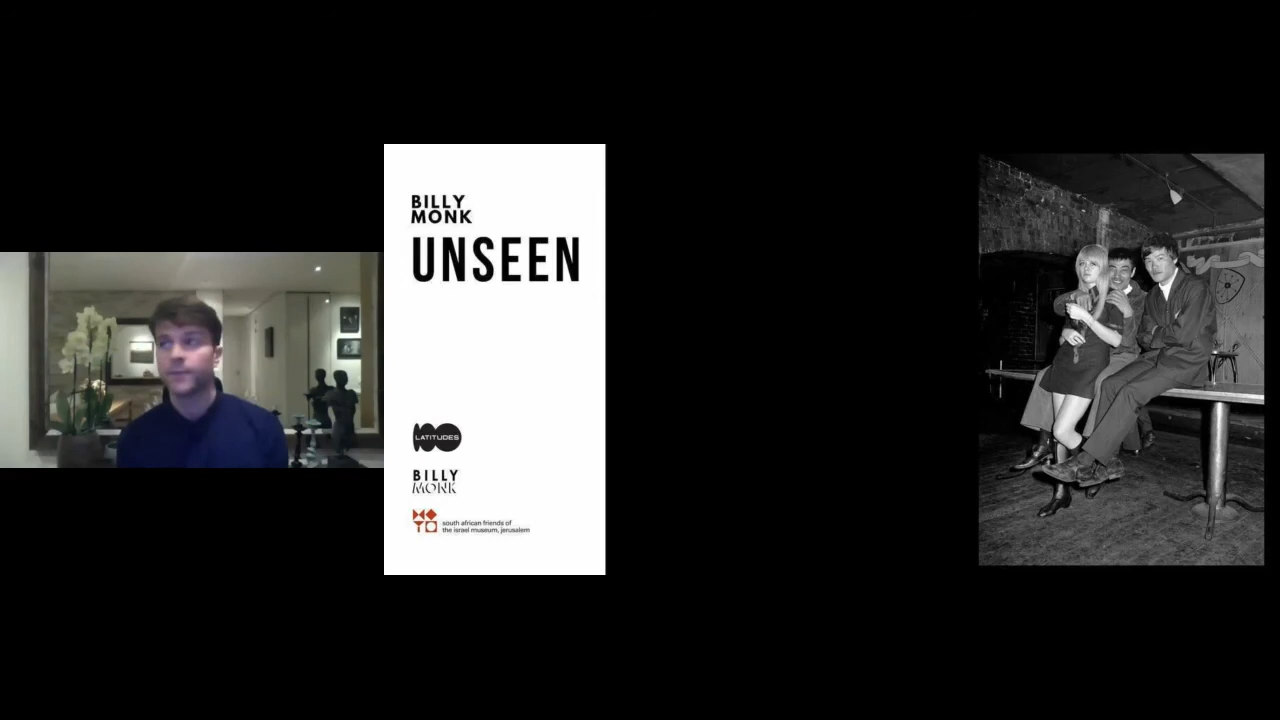 BILLY
MONK
UNSEEN
LATITUDES
BILLY
MONK
south african friends of
the israel museum, jerusalem